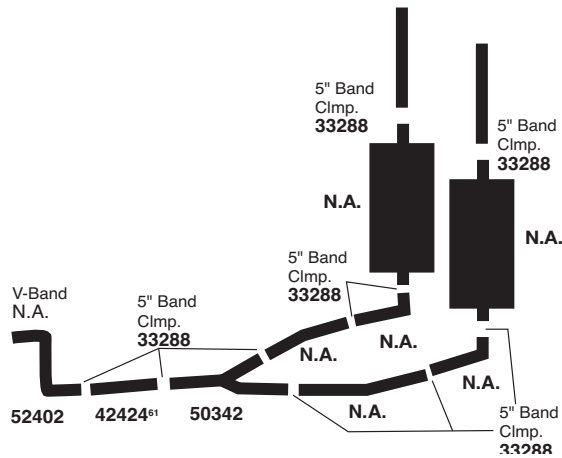 5" Band
Clmp.
33288
5" Band
Clmp.
33288
N.A.
N.A.
5" Band
Clmp.
33288
V-Band
N.A.
5" Band
Clmp.
33288
N.A.
N.A.
N.A.
N.A.
52402
42424⁶¹
50342
5" Band
Clmp.
33288